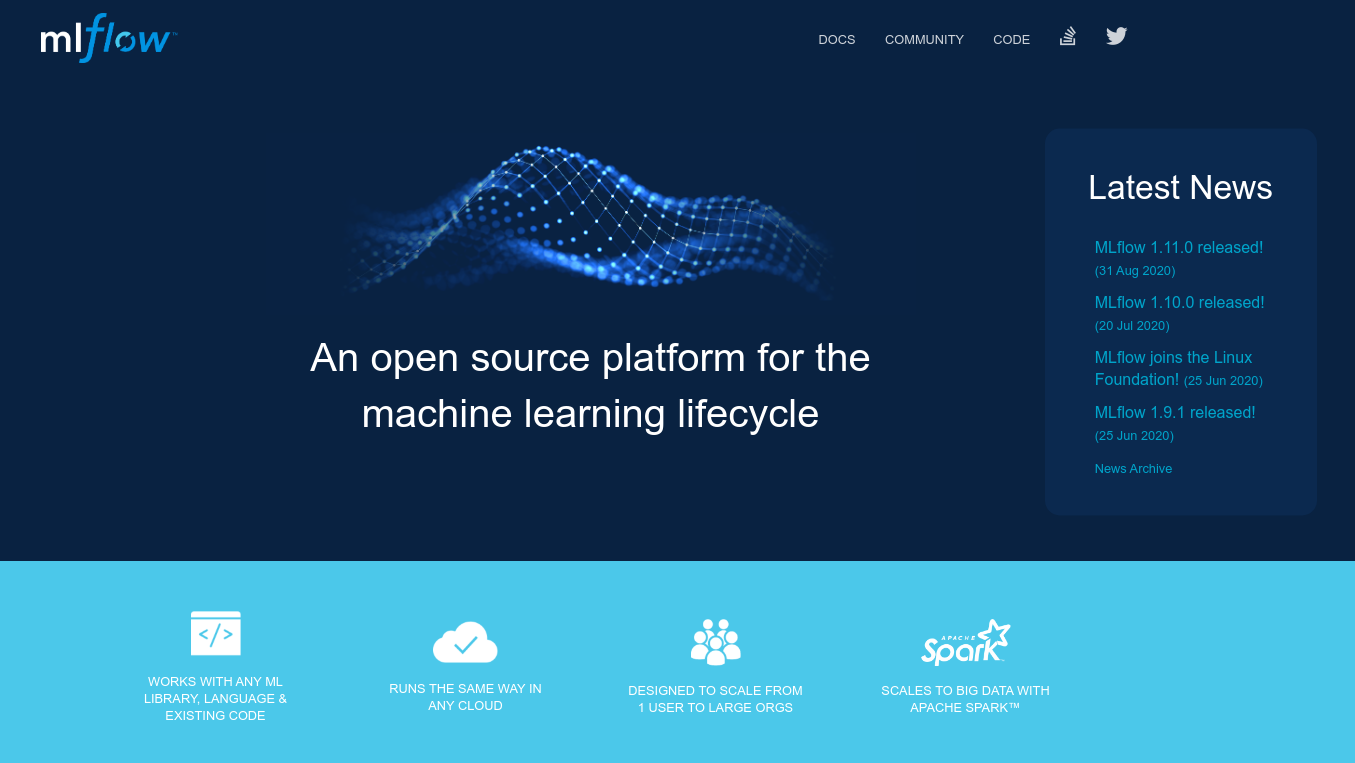 mlflow™
DOCS COMMUNITY CODE
Latest News
MLflow 1.11.0 released!
(31 Aug 2020)
MLflow 1.10.0 released!
(20 Jul 2020)
MLflow joins the Linux
Foundation! (25 Jun 2020)
MLflow 1.9.1 released!
(25 Jun 2020)
News Archive
An open source platform for the
machine learning lifecycle
</>
WORKS WITH ANY ML
LIBRARY, LANGUAGE &
EXISTING CODE
RUNS THE SAME WAY IN
ANY CLOUD
DESIGNED TO SCALE FROM
1 USER TO LARGE ORGS
APACHE
Spark™
SCALES TO BIG DATA WITH
APACHE SPARK™